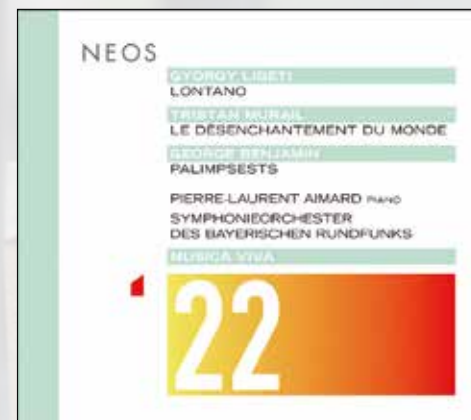 NEOS
GYÖRGY LIGETI
LONTANO
TRISTAN MURAIL
LE DÉSENCHANTEMENT DU MONDE
GEORGE BENJAMIN
PALIMPSESTS
PIERRE-LAURENT AIMARD PIANO
SYMPHONIEORCHESTER
DES BAYERISCHEN RUNDFUNKS
MUSICA VIVA
22